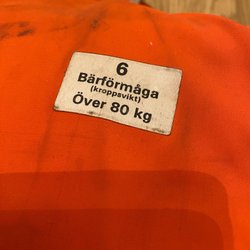 6
Bärförmåga
(kroppsvikt)
Över 80 kg